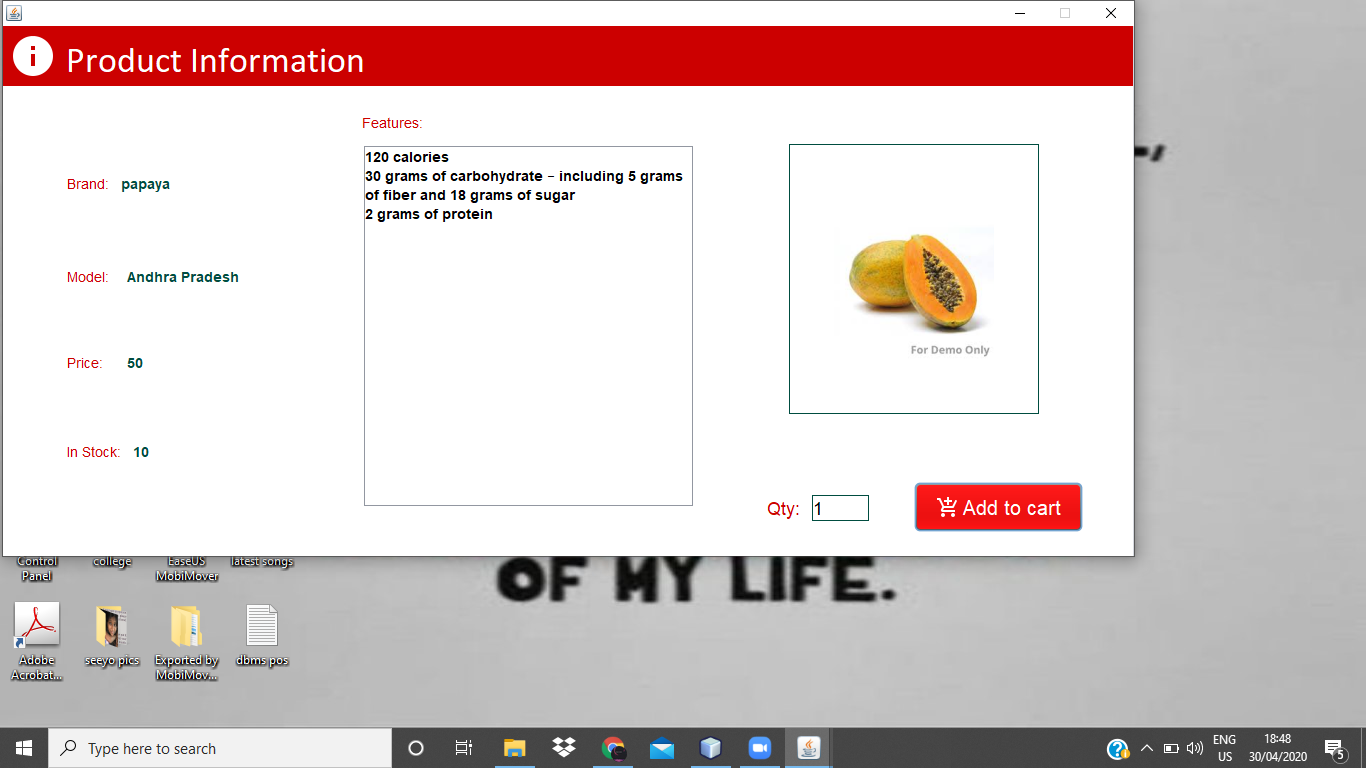 Product Information
Features:
120 calories
30 grams of carbohydrate – including 5 grams
of fiber and 18 grams of sugar
2 grams of protein
Brand: papaya
Model: Andhra Pradesh
Price: 50
In Stock: 10
For Demo Only
Qty: 1
Add to cart
OF MY LIFE.
Control
Panel
college
EaseUS
MobiMover
latest songs
Adobe
Acrobat...
seeyo pics
Exported by
MobiMov...
dbms pos
Type here to search
ENG
US
18:48
30/04/2020
5